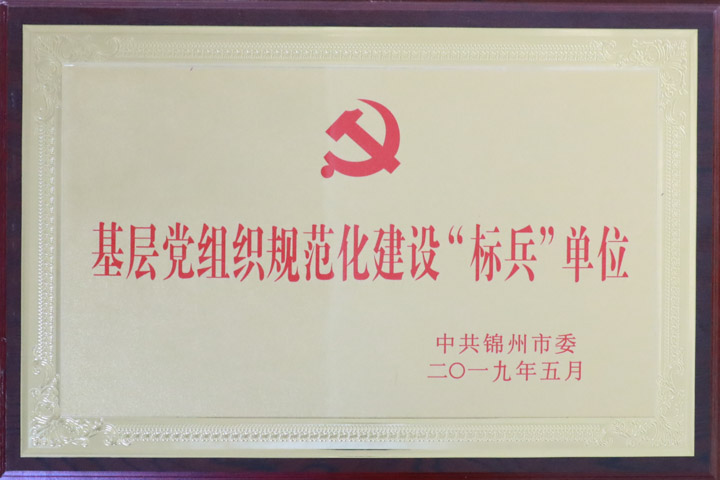 基层党组织规范化建设“标兵”单位
中共锦州市委
二〇一九年五月